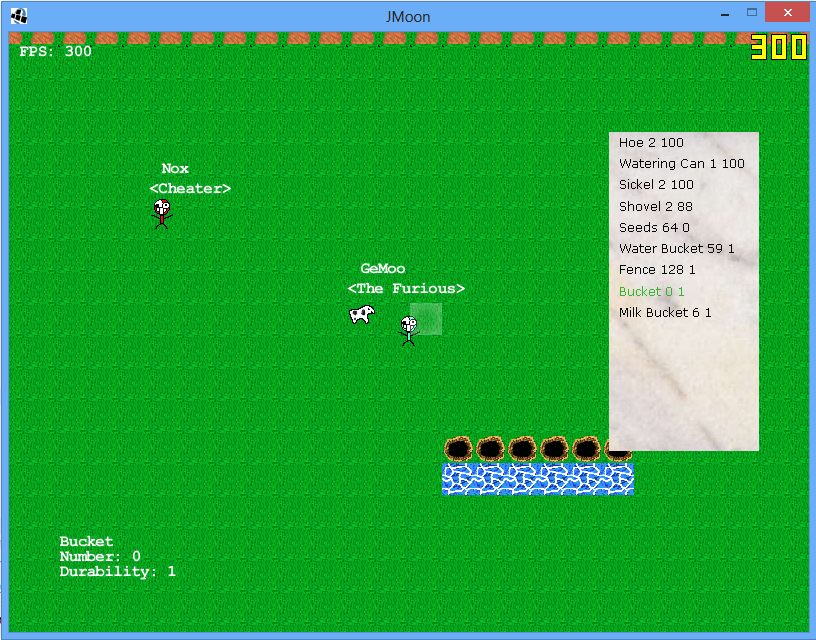 JMoon
FPS: 300
300
Nox
<Cheater>
GeMoo
<The Furious>
Hoe 2 100
Watering Can 1 100
Sickel 2 100
Shovel 2 88
Seeds 64 0
Water Bucket 59 1
Fence 128 1
Bucket 0 1
Milk Bucket 6 1
Bucket
Number: 0
Durability: 1